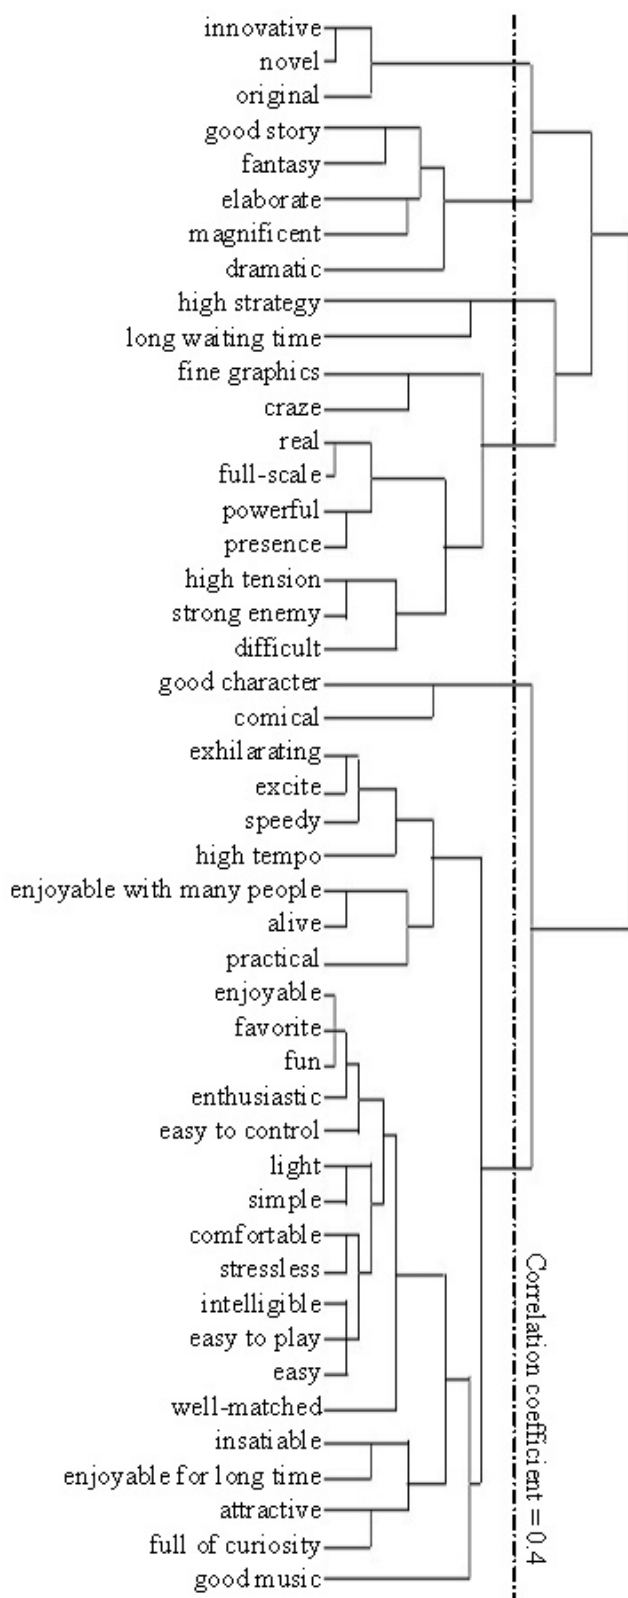 innovative
novel
original
good story
fantasy
elaborate
magnificent
dramatic
high strategy
long waiting time
fine graphics
craze
real
full-scale
powerful
presence
high tension
strong enemy
difficult
good character
comical
exhilarating
excite
speedy
high tempo
enjoyable with many people
alive
practical
enjoyable
favorite
fun
enthusiastic
easy to control
light
simple
comfortable
stressless
intelligible
easy to play
easy
well-matched
insatiable
enjoyable for long time
attractive
full of curiosity
good music
Correlation coefficient = 0.4